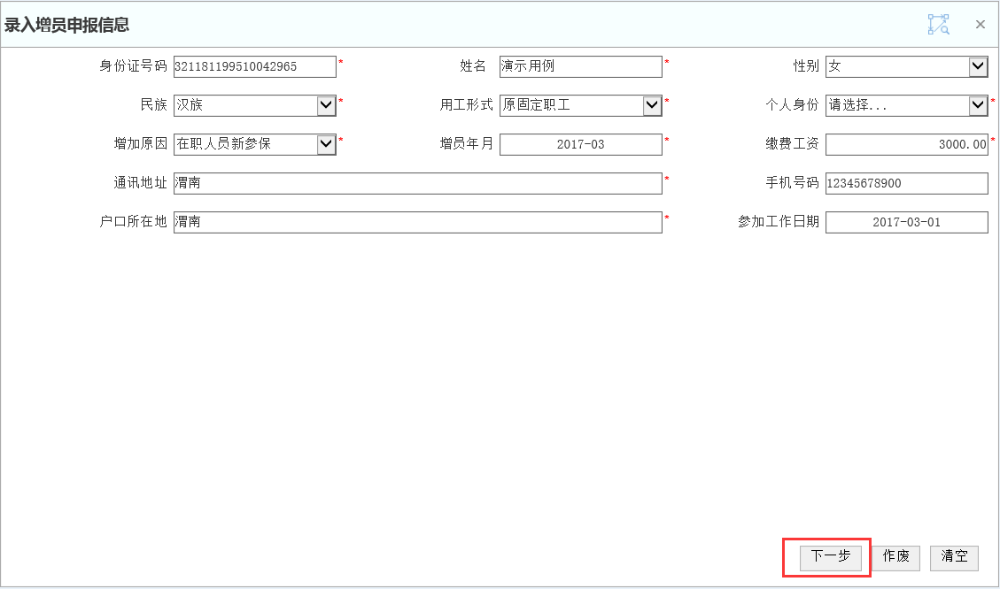 录入增员申报信息
身份证号码 321181199510042965 * 姓名 演示用例 * 性别 女
民族 汉族 * 用工形式 原固定职工 * 个人身份 请选择... *
增加原因 在职人员新参保 * 增员年月 2017-03 * 缴费工资 3000.00 *
通讯地址 渭南 * 手机号码 12345678900
户口所在地 渭南 * 参加工作日期 2017-03-01
下一步 作废 清空